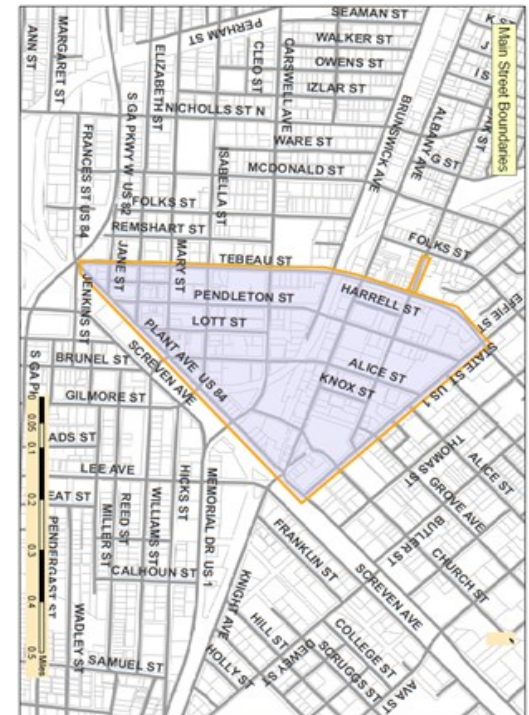 SEAMAN ST
PERHAM ST
WALKER ST
OWENS ST
IZLAR ST
Main Street Boundaries
ANN ST
MARGARET ST
ELIZABETH ST
CLEO ST
CARSWELL AVE
S GA PKWY W US 82
NICHOLLS ST N
BRUNSWICK AVE
ALBANY AVE
WARE ST
G ST
MCDONALD ST
ISABELLA ST
FRANCES ST US 84
FOLKS ST
REMSHART ST
FOLKS ST
TEBEAU ST
JANE ST
MARY ST
JENKINS ST
PENDLETON ST
HARRELL ST
EFFIE ST
LOTT ST
PLANT AVE US 84
STATE ST US 1
ALICE ST
KNOX ST
SCREVEN AVE
BRUNEL ST
GILMORE ST
S GA P
ADS ST
LEE AVE
EAT ST
HICKS ST
MEMORIAL DR US 1
WILLIAMS ST
REED ST
MILLER ST
PENDERGAST ST
WADLEY ST
CALHOUN ST
SAMUEL ST
THOMAS ST
ALICE ST
GROVE AVE
BUTLER ST
CHURCH ST
FRANKLIN ST
SCREVEN AVE
KNIGHT AVE
HILL ST
HOLLY ST
DEWEY ST
COLLEGE ST
SCRUGGS ST
AVA ST
0 0.05 0.1 0.2 0.3 0.4 0.5
Miles